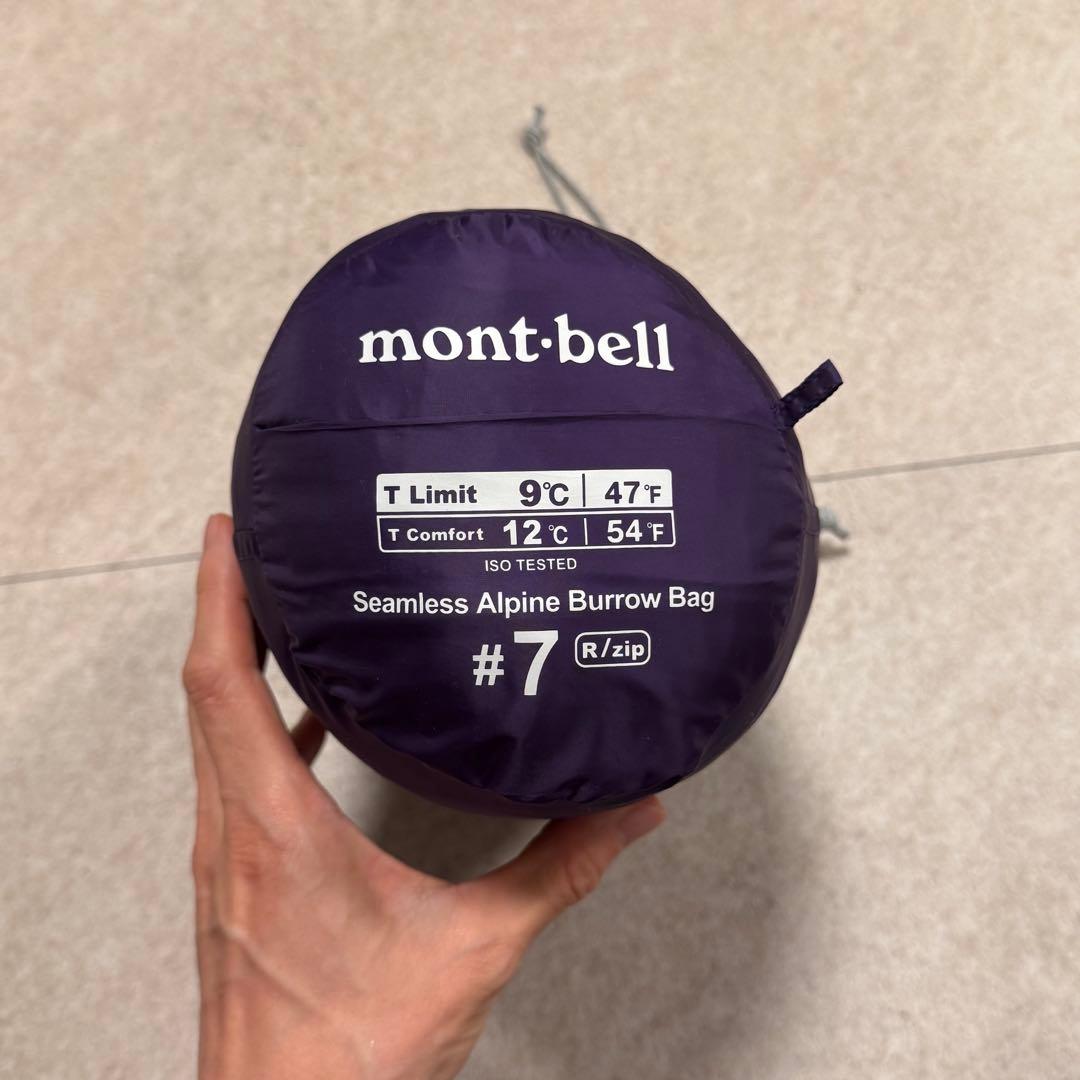 mont·bell
T Limit 9℃ | 47°F
T Comfort 12℃ | 54°F
ISO TESTED
Seamless Alpine Burrow Bag
#7 R/zip